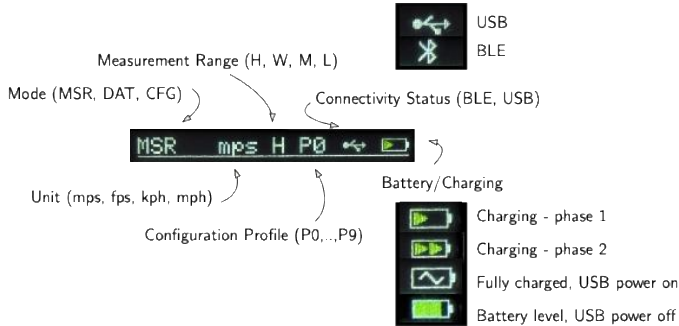 USB
BLE
Measurement Range (H, W, M, L)
Mode (MSR, DAT, CFG)
Connectivity Status (BLE, USB)
MSR mps H P0
Unit (mps, fps, kph, mph)
Battery/Charging
Configuration Profile (P0,..,P9)
Charging - phase 1
Charging - phase 2
Fully charged, USB power on
Battery level, USB power off